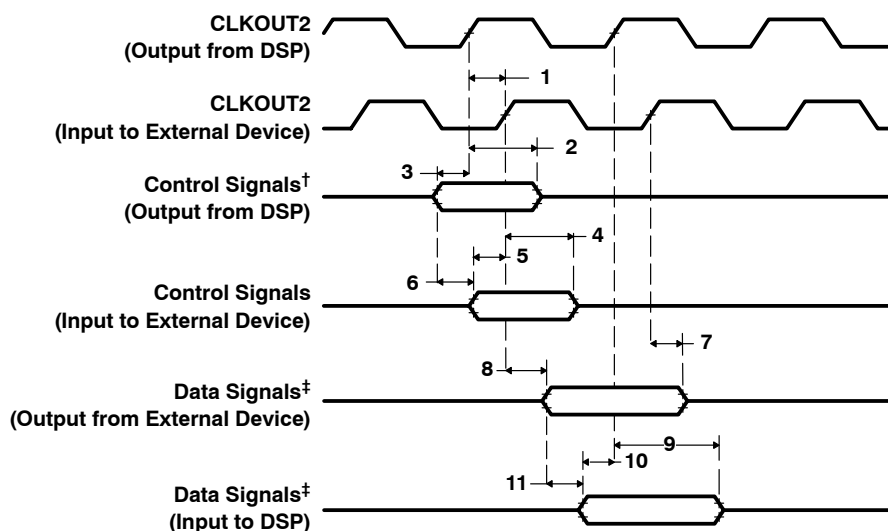 CLKOUT2
(Output from DSP)
1
CLKOUT2
(Input to External Device)
2
3
Control Signals†
(Output from DSP)
4
5
6
Control Signals
(Input to External Device)
7
8
Data Signals‡
(Output from External Device)
9
10
11
Data Signals‡
(Input to DSP)